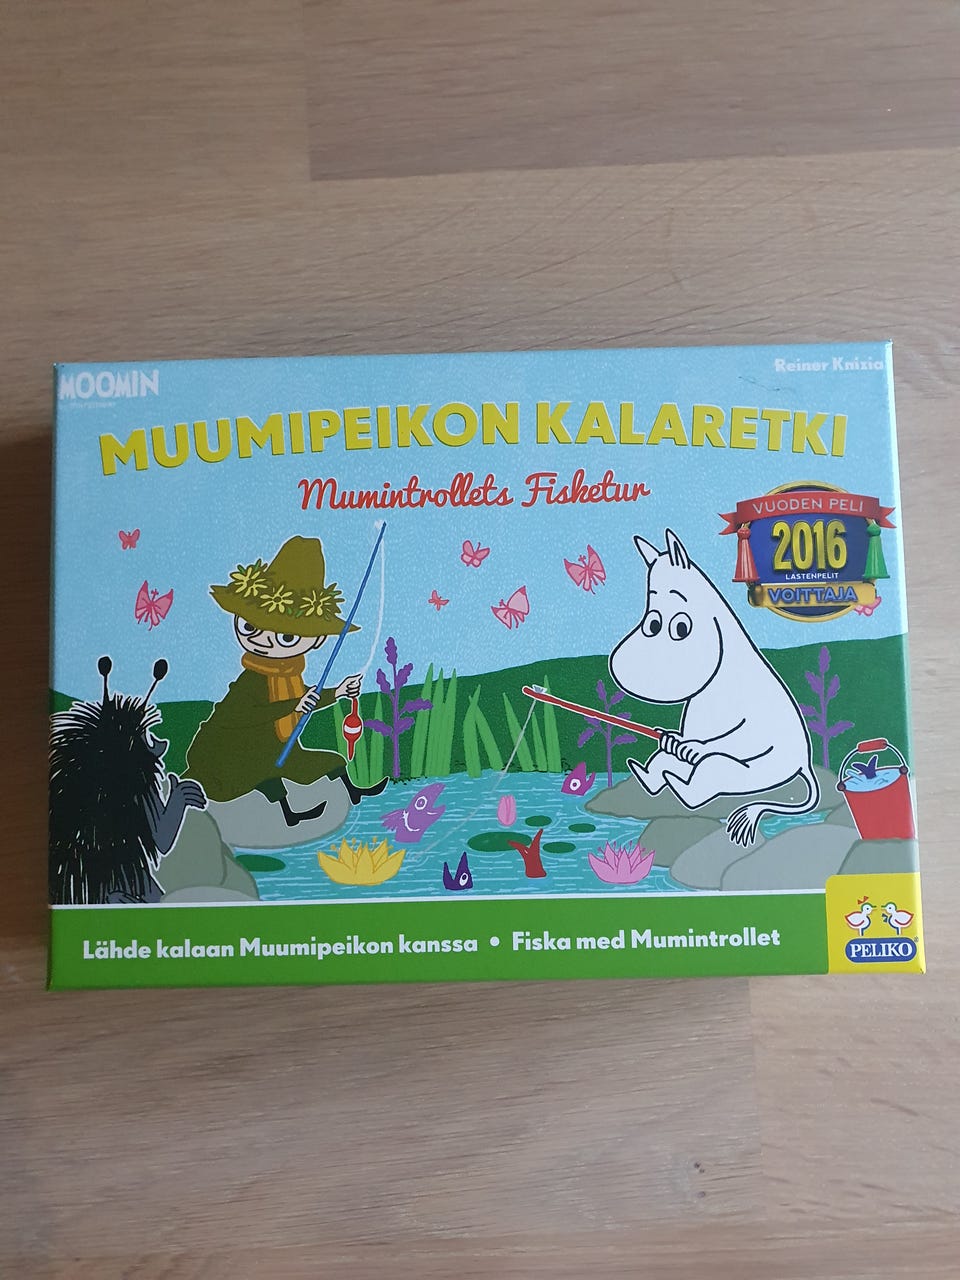 MOOMIN
Reiner Knizia
MUUMIPEIKON KALARETKI
Mumintrollets Fisketur
VUODEN PELI
2016
LASTENPELIT
VOITTAJA
Lähde kalaan Muumipeikon kanssa • Fiska med Mumintrollet
PELIKO